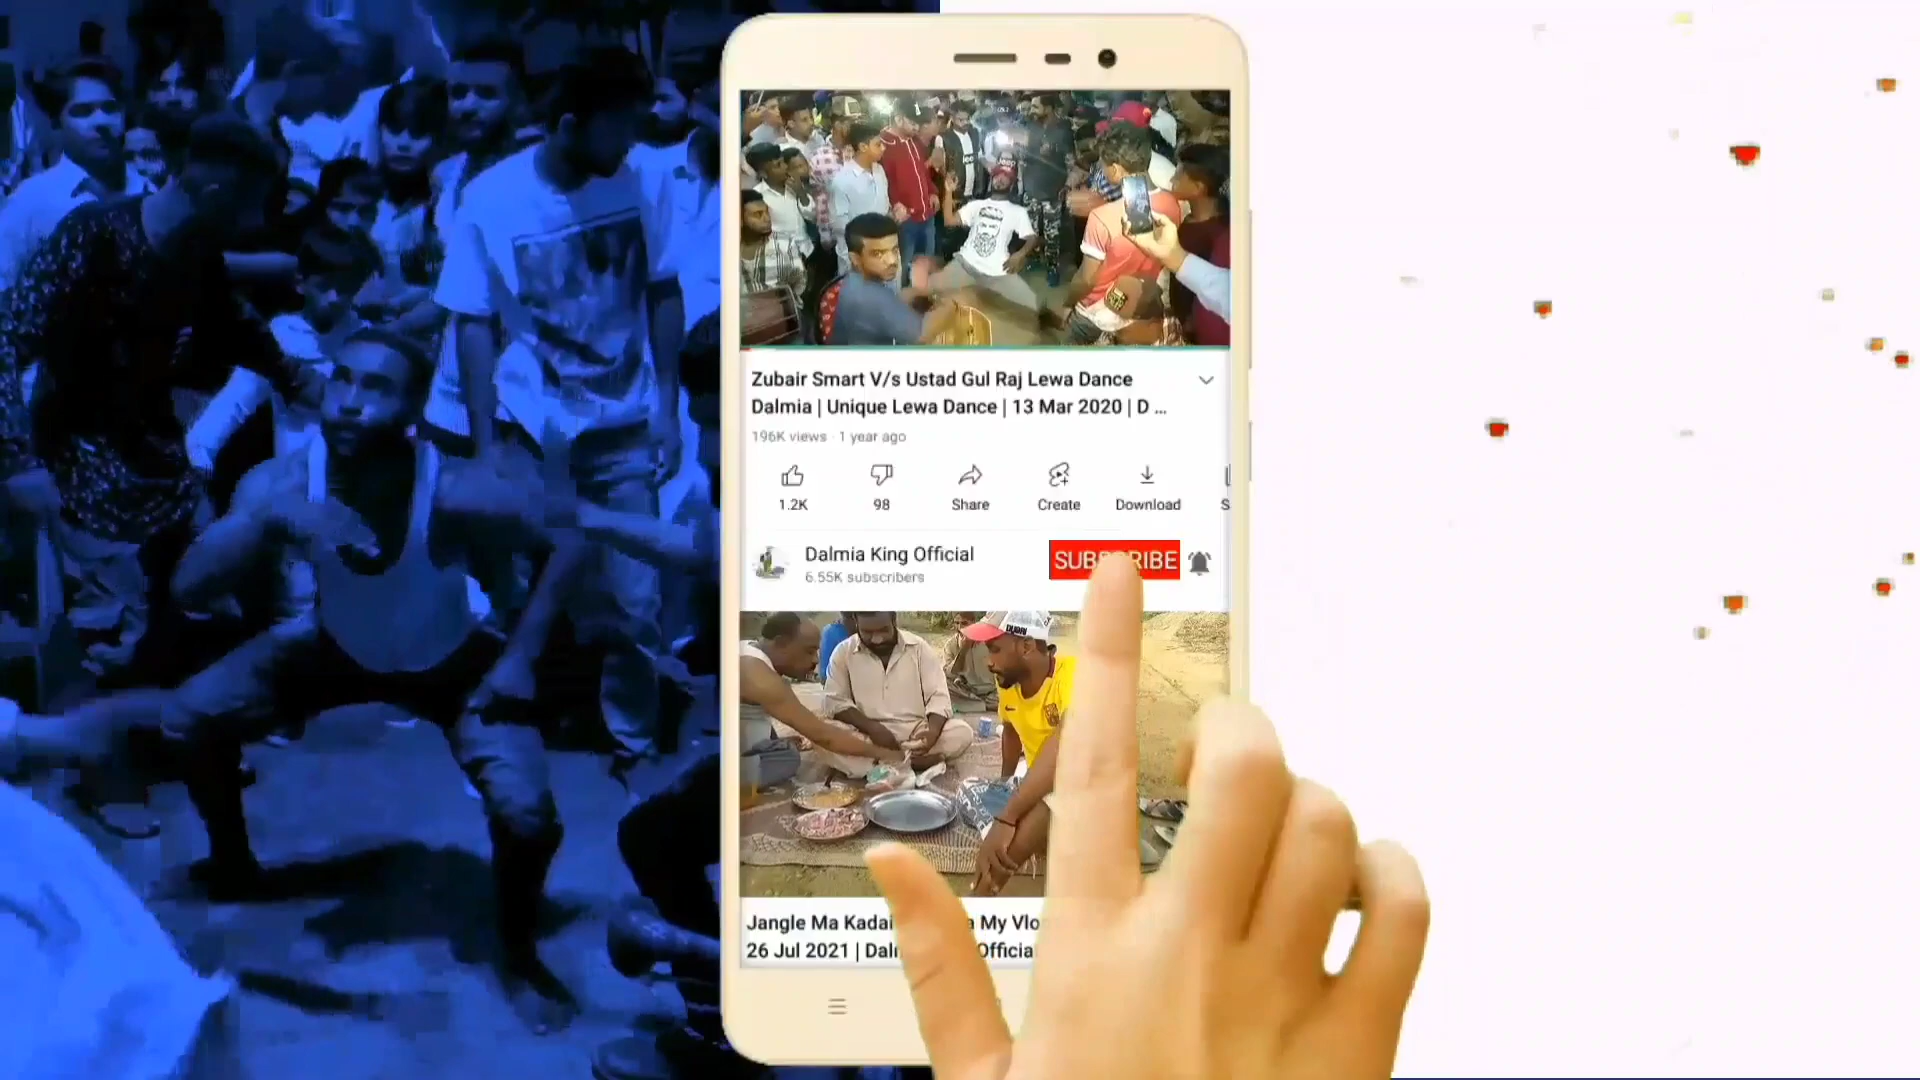 Zubair Smart V/s Ustad Gul Raj Lewa Dance
Dalmia | Unique Lewa Dance | 13 Mar 2020 | D ...
196K views · 1 year ago
1.2K
98
Share
Create
Download
S
Dalmia King Official
6.55K subscribers
SUBSCRIBE
Jangle Ma Kadai a My Vlo
26 Jul 2021 | Dal Officia